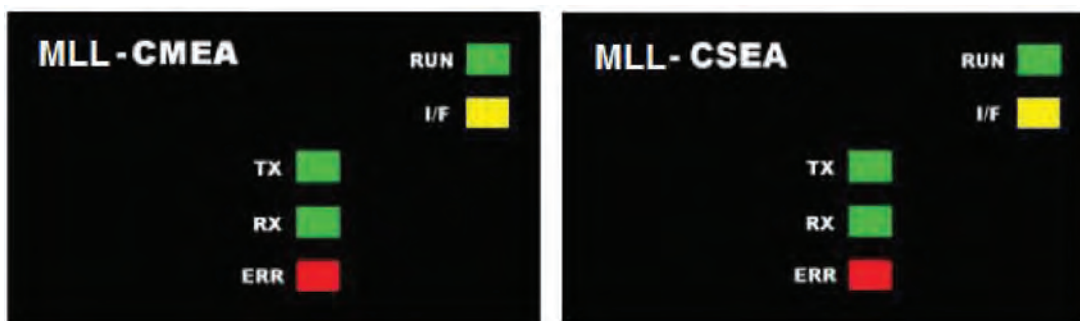 MLL-CMEA
RUN
I/F
TX
RX
ERR
MLL- CSEA
RUN
I/F
TX
RX
ERR